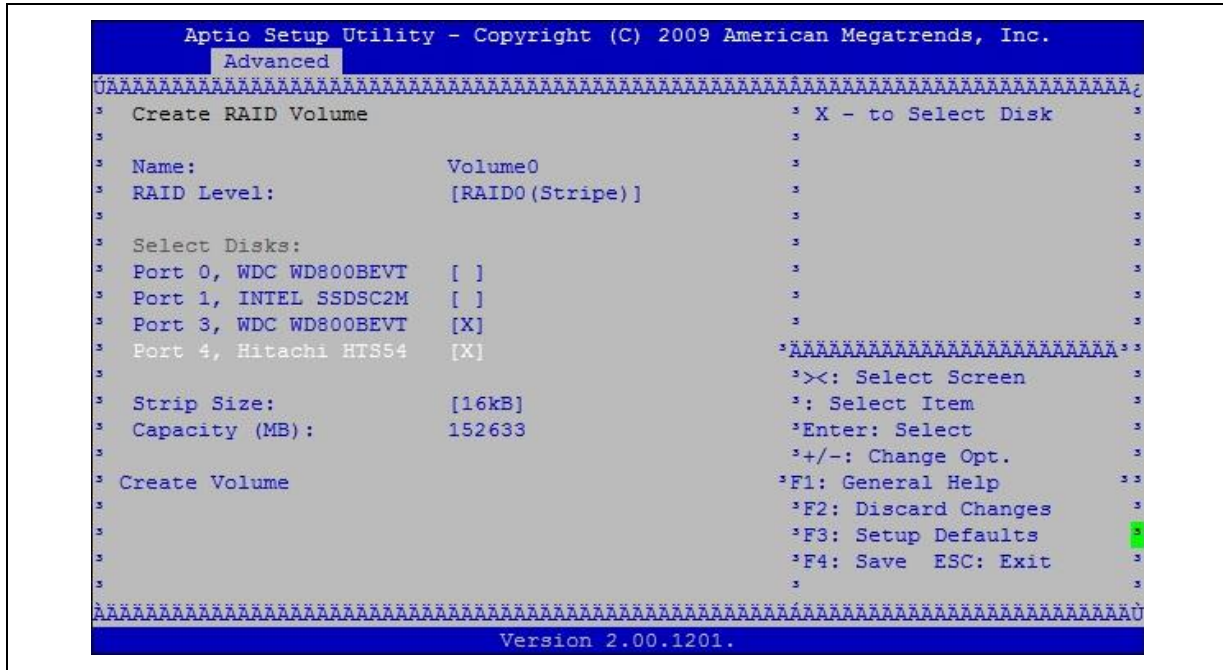 Aptio Setup Utility - Copyright (C) 2009 American Megatrends, Inc.
Advanced
Create RAID Volume
X - to Select Disk
Name: Volume0
RAID Level: [RAID0(Stripe)]
Select Disks:
Port 0, WDC WD800BEVT [ ]
Port 1, INTEL SSDSC2M [ ]
Port 3, WDC WD800BEVT [X]
Port 4, Hitachi HTS54 [X]
Strip Size: [16kB]
Capacity (MB): 152633
Create Volume
><: Select Screen
: Select Item
Enter: Select
+/-: Change Opt.
F1: General Help
F2: Discard Changes
F3: Setup Defaults
F4: Save ESC: Exit
Version 2.00.1201.